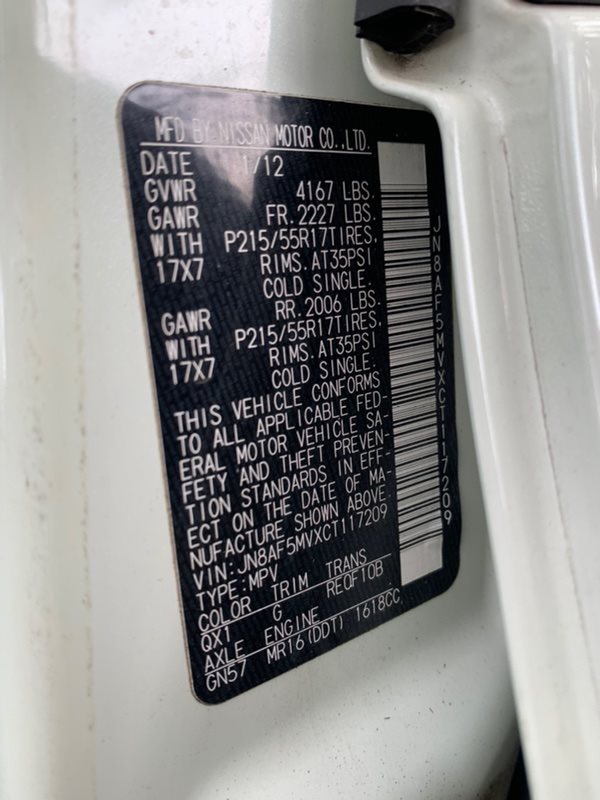 MFD BY NISSAN MOTOR CO.,LTD.
DATE 1/12
GVWR 4167 LBS.
GAWR FR. 2227 LBS.
WITH P215/55R17TIRES.
17X7 RIMS. AT35PSI
COLD SINGLE.
GAWR RR. 2006 LBS.
WITH P215/55R17TIRES.
17X7 RIMS. AT35PSI
COLD SINGLE.
THIS VEHICLE CONFORMS
TO ALL APPLICABLE FED-
ERAL MOTOR VEHICLE SA-
FETY AND THEFT PREVEN-
TION STANDARDS IN EFF-
ECT ON THE DATE OF MA-
NUFACTURE SHOWN ABOVE.
VIN:JN8AF5MVXCT117209
TYPE:MPV
COLOR TRIM TRANS
QX1 G RE0F10B
AXLE ENGINE
GN57 MR16(DDT) 1618CC
JN8AF5MVXCT117209